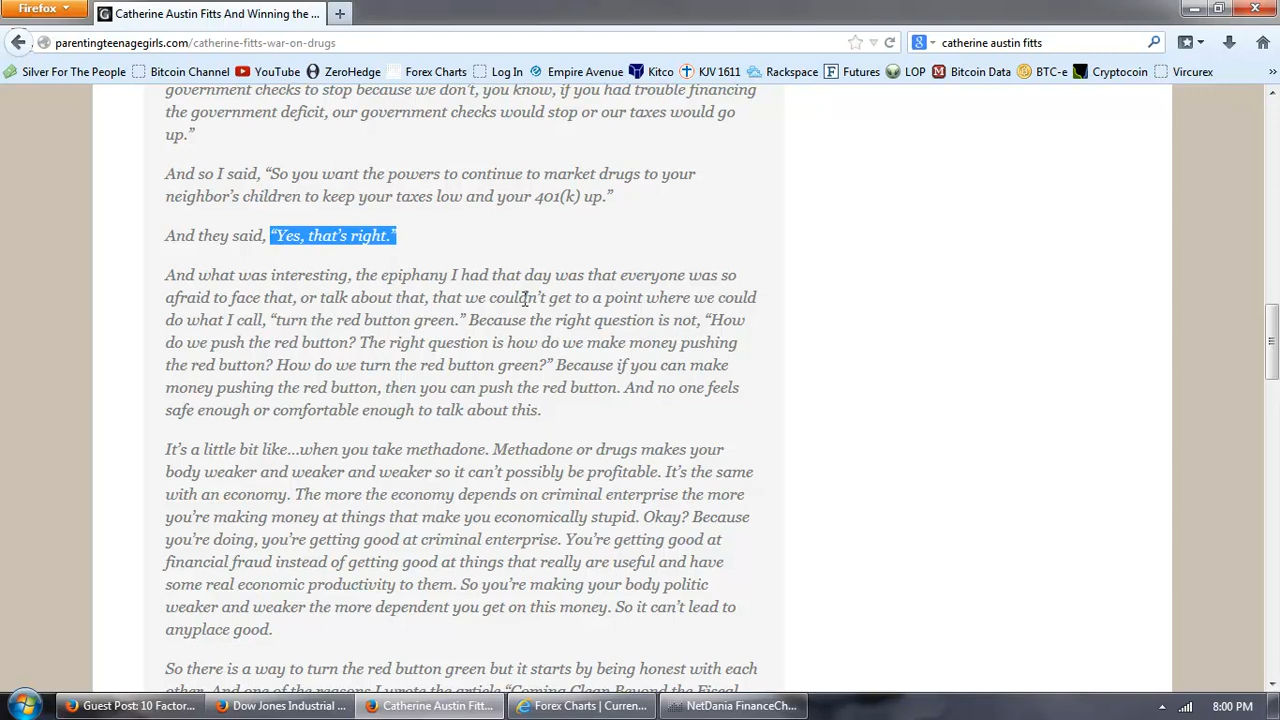 Firefox
Catherine Austin Fitts And Winning the ...
parentingteenagegirls.com/catherine-fitts-war-on-drugs
catherine austin fitts
Silver For The People
Bitcoin Channel
YouTube
ZeroHedge
Forex Charts
Log In
Empire Avenue
Kitco
KJV 1611
Rackspace
Futures
LOP
Bitcoin Data
BTC-e
Cryptocoin
Vircurex
»
government checks to stop because we don't, you know, if you had trouble financing
the government deficit, our government checks would stop or our taxes would go
up.”
And so I said, “So you want the powers to continue to market drugs to your
neighbor’s children to keep your taxes low and your 401(k) up.”
And they said, “Yes, that’s right.”
And what was interesting, the epiphany I had that day was that everyone was so
afraid to face that, or talk about that, that we couldn’t get to a point where we could
do what I call, “turn the red button green.” Because the right question is not, “How
do we push the red button? The right question is how do we make money pushing
the red button? How do we turn the red button green?” Because if you can make
money pushing the red button, then you can push the red button. And no one feels
safe enough or comfortable enough to talk about this.
It’s a little bit like…when you take methadone. Methadone or drugs makes your
body weaker and weaker and weaker so it can’t possibly be profitable. It’s the same
with an economy. The more the economy depends on criminal enterprise the more
you’re making money at things that make you economically stupid. Okay? Because
you’re doing, you’re getting good at criminal enterprise. You’re getting good at
financial fraud instead of getting good at things that really are useful and have
some real economic productivity to them. So you’re making your body politic
weaker and weaker the more dependent you get on this money. So it can’t lead to
anyplace good.
So there is a way to turn the red button green but it starts by being honest with each
other. And one of the reasons I wrote the article “Coming Clean Beyond the Fiscal
Guest Post: 10 Factor...
Dow Jones Industrial ...
Catherine Austin Fitt...
Forex Charts | Curren...
NetDania FinanceCh...
8:00 PM